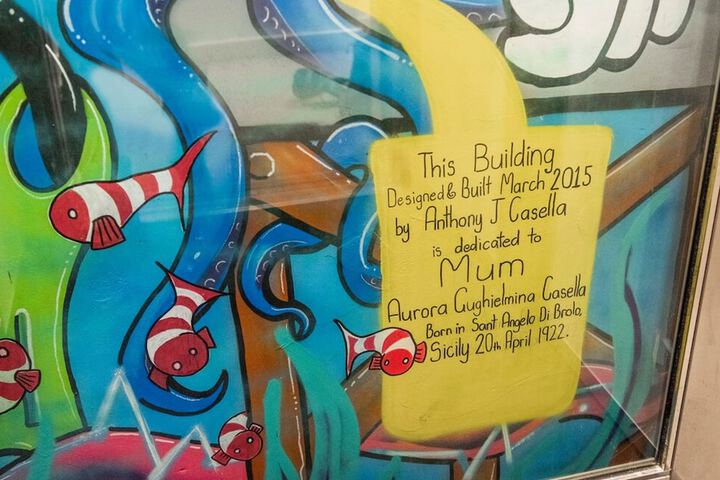 This Building
Designed & Built March 2015
by Anthony J Casella
is dedicated to
Mum
Aurora Gughielmina Casella
Born in Sant Angelo Di Brolo,
Sicily 20th April 1922.